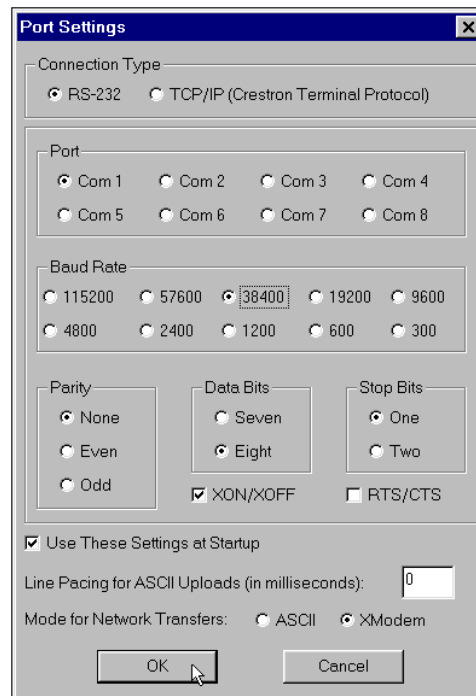 Port Settings
Connection Type
RS-232 TCP/IP (Crestron Terminal Protocol)
Port
Com 1 Com 2 Com 3 Com 4
Com 5 Com 6 Com 7 Com 8
Baud Rate
115200 57600 38400 19200 9600
4800 2400 1200 600 300
Parity Data Bits Stop Bits
None Seven One
Even Eight Two
Odd XON/XOFF RTS/CTS
Use These Settings at Startup
Line Pacing for ASCII Uploads (in milliseconds): 0
Mode for Network Transfers: ASCII XModem
OK Cancel